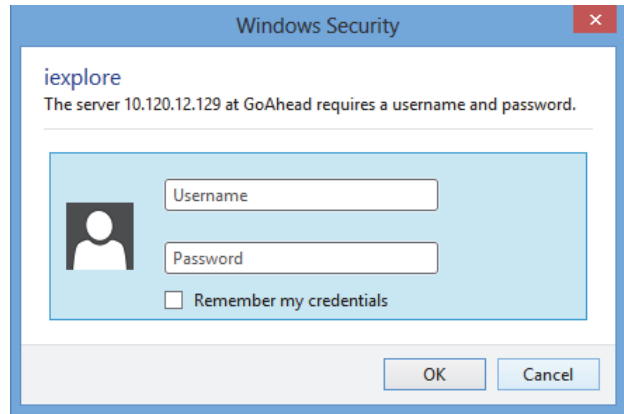 Windows Security
iexplore
The server 10.120.12.129 at GoAhead requires a username and password.
Username
Password
Remember my credentials
OK
Cancel